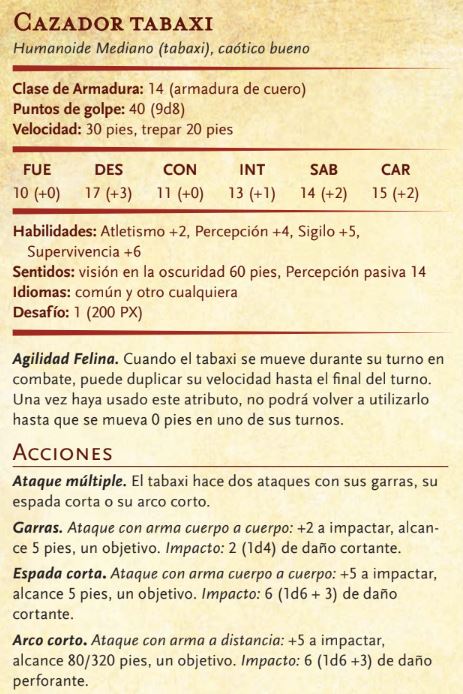 Cazador tabaxi
Humanoide Mediano (tabaxi), caótico bueno
Clase de Armadura: 14 (armadura de cuero)
Puntos de golpe: 40 (9d8)
Velocidad: 30 pies, trepar 20 pies
FUE DES CON INT SAB CAR
10 (+0) 17 (+3) 11 (+0) 13 (+1) 14 (+2) 15 (+2)
Habilidades: Atletismo +2, Percepción +4, Sigilo +5,
Supervivencia +6
Sentidos: visión en la oscuridad 60 pies, Percepción pasiva 14
Idiomas: común y otro cualquiera
Desafío: 1 (200 PX)
Agilidad Felina. Cuando el tabaxi se mueve durante su turno en
combate, puede duplicar su velocidad hasta el final del turno.
Una vez haya usado este atributo, no podrá volver a utilizarlo
hasta que se mueva 0 pies en uno de sus turnos.
Acciones
Ataque múltiple. El tabaxi hace dos ataques con sus garras, su
espada corta o su arco corto.
Garras. Ataque con arma cuerpo a cuerpo: +2 a impactar, alcan-
ce 5 pies, un objetivo. Impacto: 2 (1d4) de daño cortante.
Espada corta. Ataque con arma cuerpo a cuerpo: +5 a impactar,
alcance 5 pies, un objetivo. Impacto: 6 (1d6 + 3) de daño
cortante.
Arco corto. Ataque con arma a distancia: +5 a impactar,
alcance 80/320 pies, un objetivo. Impacto: 6 (1d6 +3) de daño
perforante.